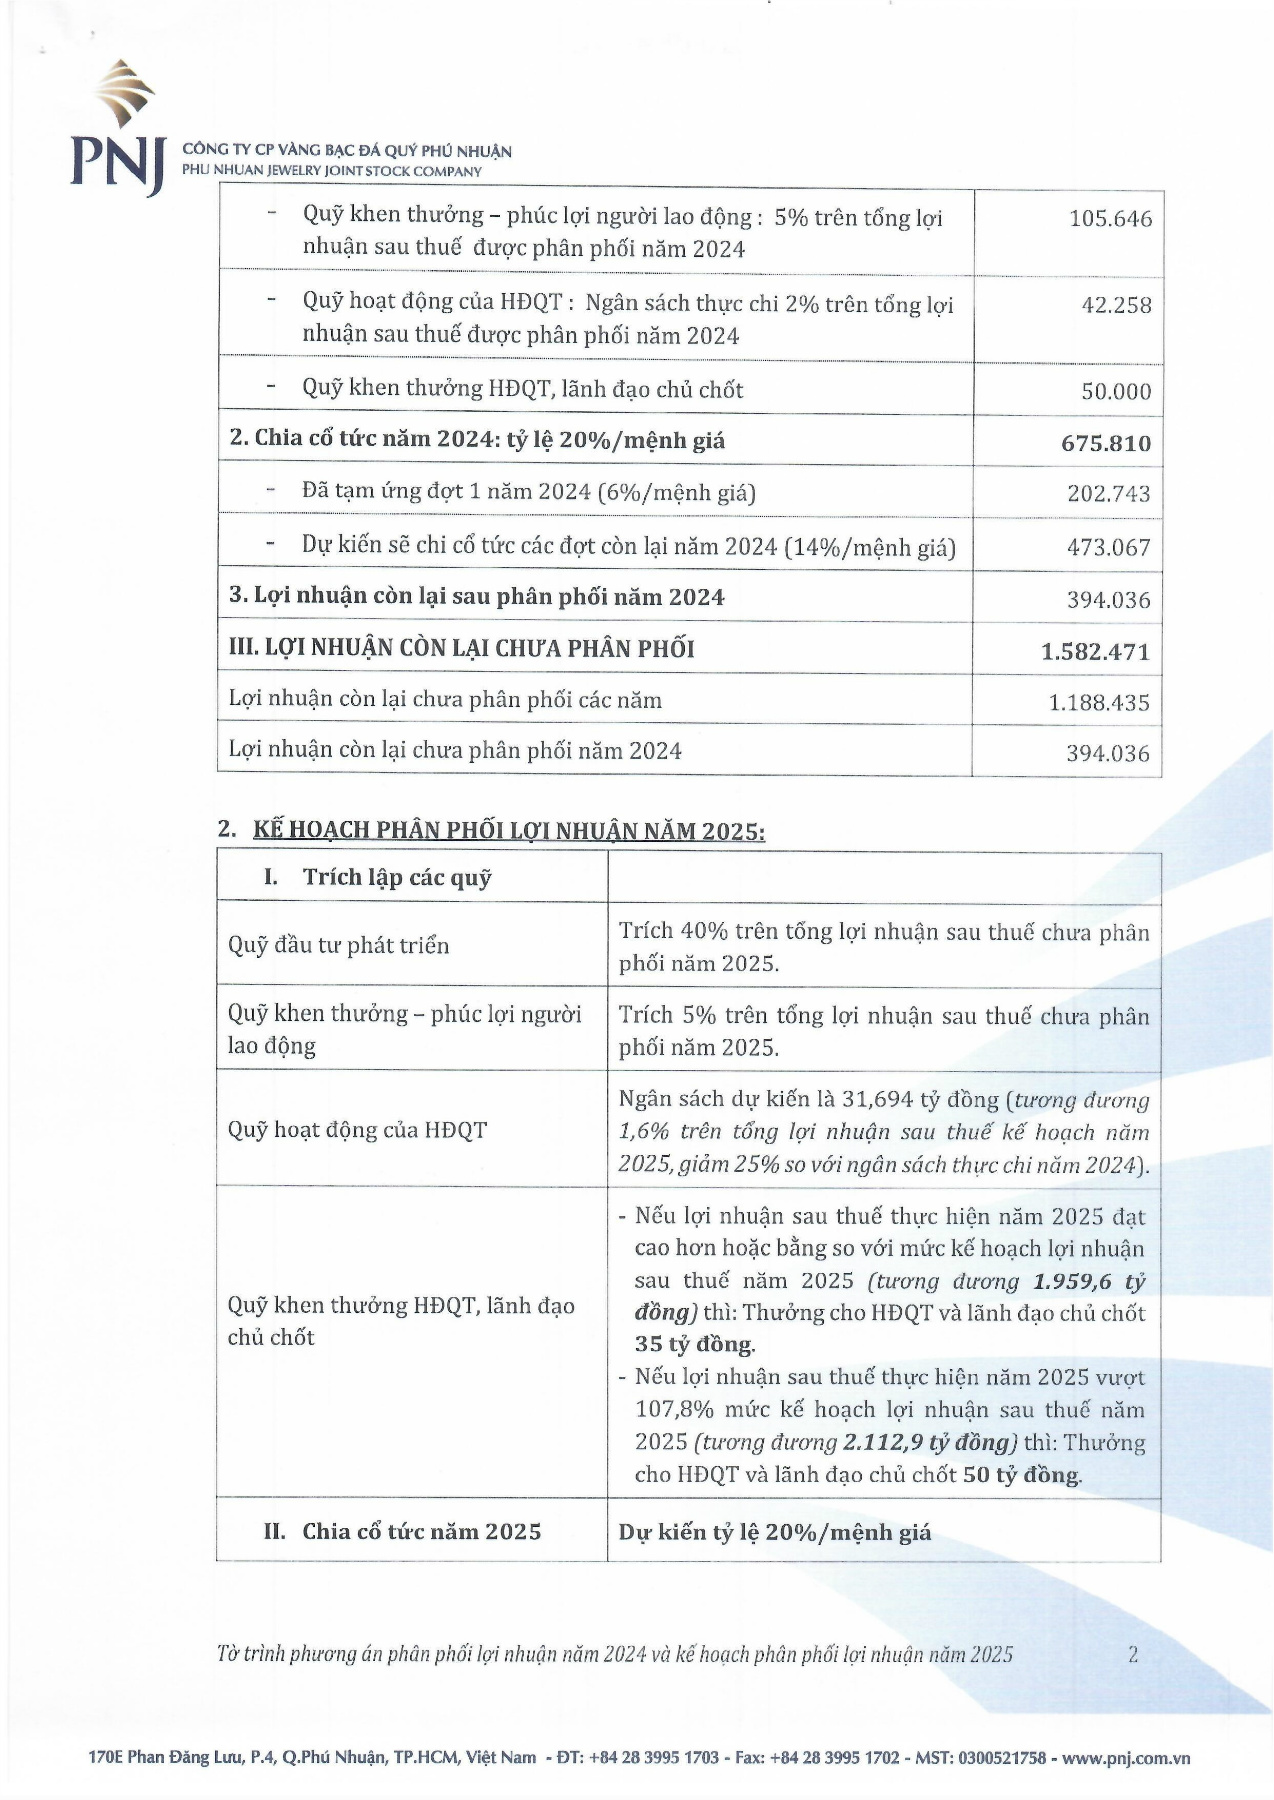 PNJ
CÔNG TY CP VÀNG BẠC ĐÁ QUÝ PHÚ NHUẬN
PHU NHUAN JEWELRY JOINT STOCK COMPANY
- Quỹ khen thưởng – phúc lợi người lao động : 5% trên tổng lợi
nhuận sau thuế được phân phối năm 2024
105.646
- Quỹ hoạt động của HĐQT : Ngân sách thực chi 2% trên tổng lợi
nhuận sau thuế được phân phối năm 2024
42.258
- Quỹ khen thưởng HĐQT, lãnh đạo chủ chốt
50.000
2. Chia cổ tức năm 2024: tỷ lệ 20%/mệnh giá
675.810
- Đã tạm ứng đợt 1 năm 2024 (6%/mệnh giá)
202.743
- Dự kiến sẽ chi cổ tức các đợt còn lại năm 2024 (14%/mệnh giá)
473.067
3. Lợi nhuận còn lại sau phân phối năm 2024
394.036
III. LỢI NHUẬN CÒN LẠI CHƯA PHÂN PHỐI
1.582.471
Lợi nhuận còn lại chưa phân phối các năm
1.188.435
Lợi nhuận còn lại chưa phân phối năm 2024
394.036
2. KẾ HOẠCH PHÂN PHỐI LỢI NHUẬN NĂM 2025:
I. Trích lập các quỹ
Quỹ đầu tư phát triển
Trích 40% trên tổng lợi nhuận sau thuế chưa phân
phối năm 2025.
Quỹ khen thưởng – phúc lợi người
lao động
Trích 5% trên tổng lợi nhuận sau thuế chưa phân
phối năm 2025.
Quỹ hoạt động của HĐQT
Ngân sách dự kiến là 31,694 tỷ đồng (tương đương
1,6% trên tổng lợi nhuận sau thuế kế hoạch năm
2025, giảm 25% so với ngân sách thực chi năm 2024).
Quỹ khen thưởng HĐQT, lãnh đạo
chủ chốt
- Nếu lợi nhuận sau thuế thực hiện năm 2025 đạt
cao hơn hoặc bằng so với mức kế hoạch lợi nhuận
sau thuế năm 2025 (tương đương 1.959,6 tỷ
đồng) thì: Thưởng cho HĐQT và lãnh đạo chủ chốt
35 tỷ đồng.
- Nếu lợi nhuận sau thuế thực hiện năm 2025 vượt
107,8% mức kế hoạch lợi nhuận sau thuế năm
2025 (tương đương 2.112,9 tỷ đồng) thì: Thưởng
cho HĐQT và lãnh đạo chủ chốt 50 tỷ đồng.
II. Chia cổ tức năm 2025
Dự kiến tỷ lệ 20%/mệnh giá
Tờ trình phương án phân phối lợi nhuận năm 2024 và kế hoạch phân phối lợi nhuận năm 2025
2
170E Phan Đăng Lưu, P.4, Q.Phú Nhuận, TP.HCM, Việt Nam - ĐT: +84 28 3995 1703 - Fax: +84 28 3995 1702 - MST: 0300521758 - www.pnj.com.vn